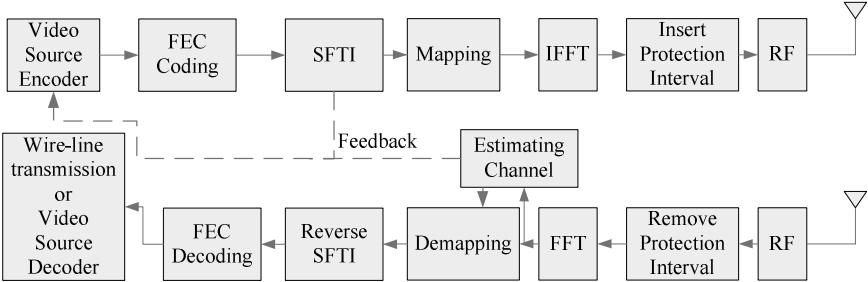 Video
Source
Encoder
FEC
Coding
SFTI
Mapping
IFFT
Insert
Protection
Interval
RF
Feedback
Estimating
Channel
Wire-line
transmission
or
Video
Source
Decoder
FEC
Decoding
Reverse
SFTI
Demapping
FFT
Remove
Protection
Interval
RF